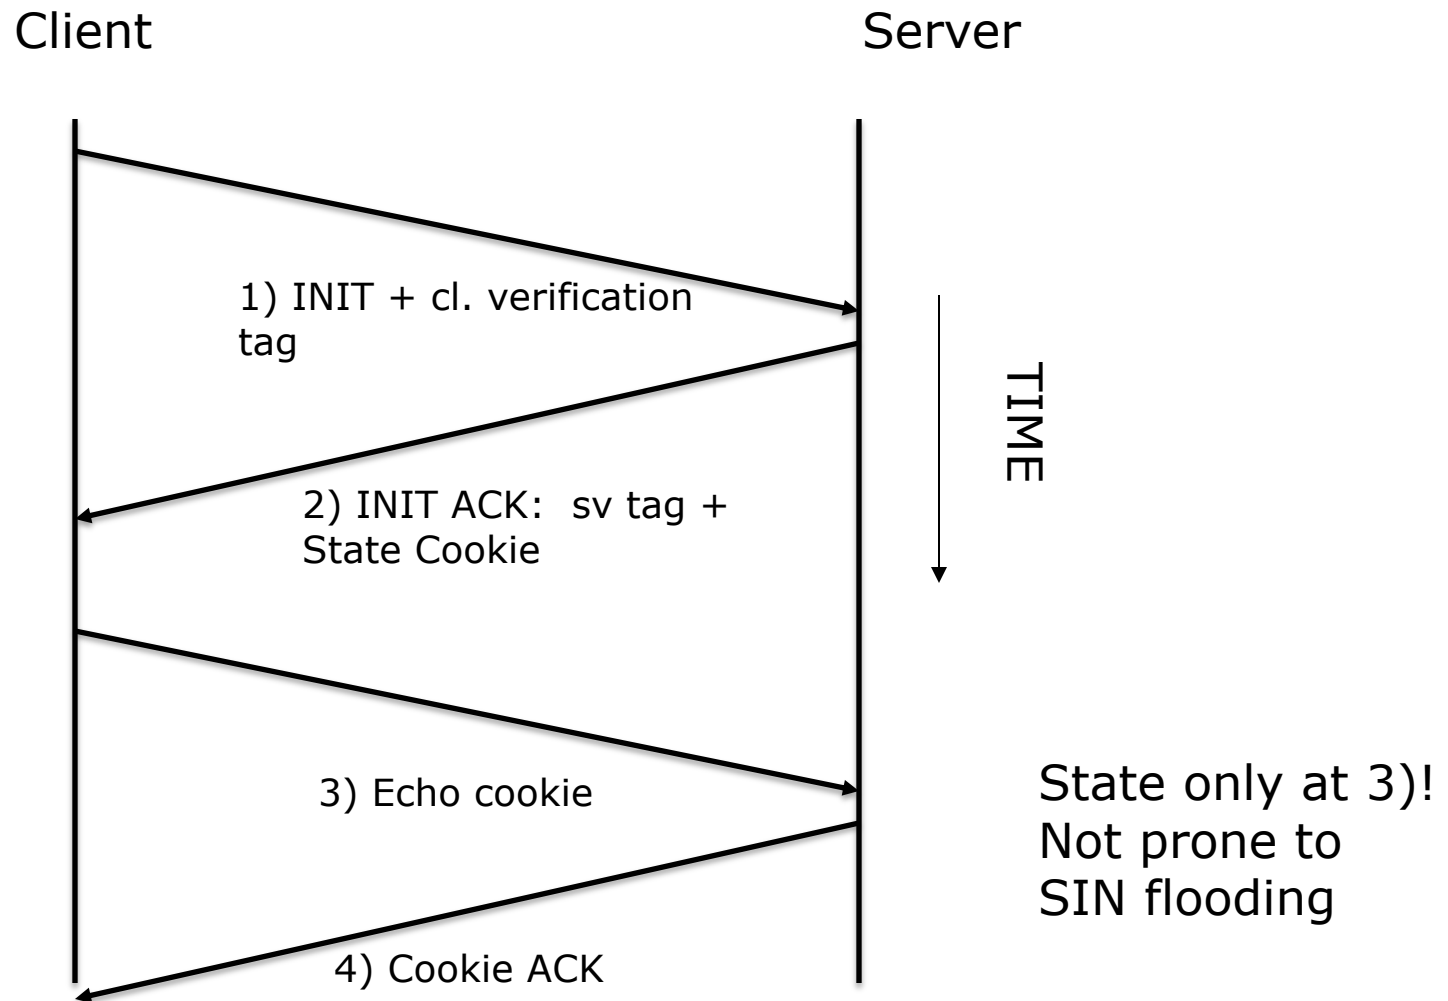 Client
Server
1) INIT + cl. verification
tag
TIME
2) INIT ACK:  sv tag +
State Cookie
3) Echo cookie
State only at 3)!
Not prone to
SIN flooding
4) Cookie ACK